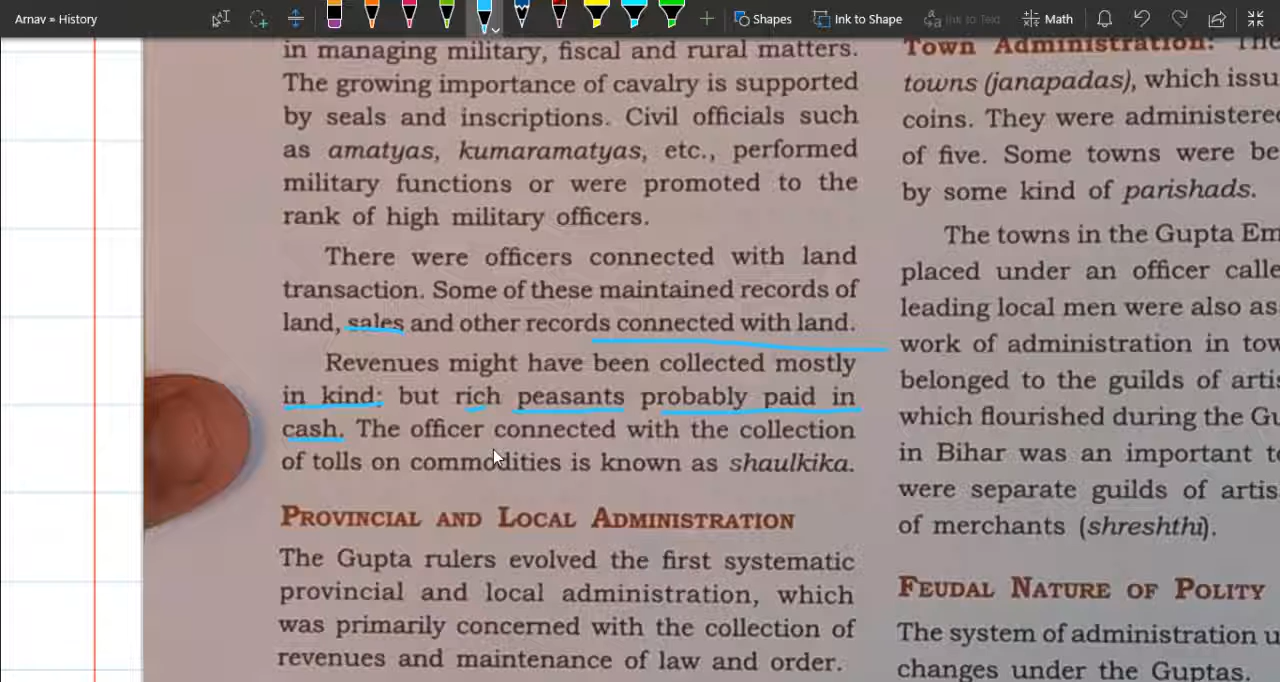 Arnav » History
Shapes
Ink to Shape
Ink to Text
Math
in managing military, fiscal and rural matters.
The growing importance of cavalry is supported
by seals and inscriptions. Civil officials such
as amatyas, kumaramatyas, etc., performed
military functions or were promoted to the
rank of high military officers.
There were officers connected with land
transaction. Some of these maintained records of
land, sales and other records connected with land.
Revenues might have been collected mostly
in kind; but rich peasants probably paid in
cash. The officer connected with the collection
of tolls on commodities is known as shaulkika.
PROVINCIAL AND LOCAL ADMINISTRATION
The Gupta rulers evolved the first systematic
provincial and local administration, which
was primarily concerned with the collection of
revenues and maintenance of law and order.
Town Administration: The
towns (janapadas), which issu
coins. They were administere
of five. Some towns were be
by some kind of parishads.
The towns in the Gupta Em
placed under an officer calle
leading local men were also as
work of administration in tow
belonged to the guilds of arti
which flourished during the Gu
in Bihar was an important t
were separate guilds of artis
of merchants (shreshthi).
FEUDAL NATURE OF POLITY
The system of administration u
changes under the Guptas.